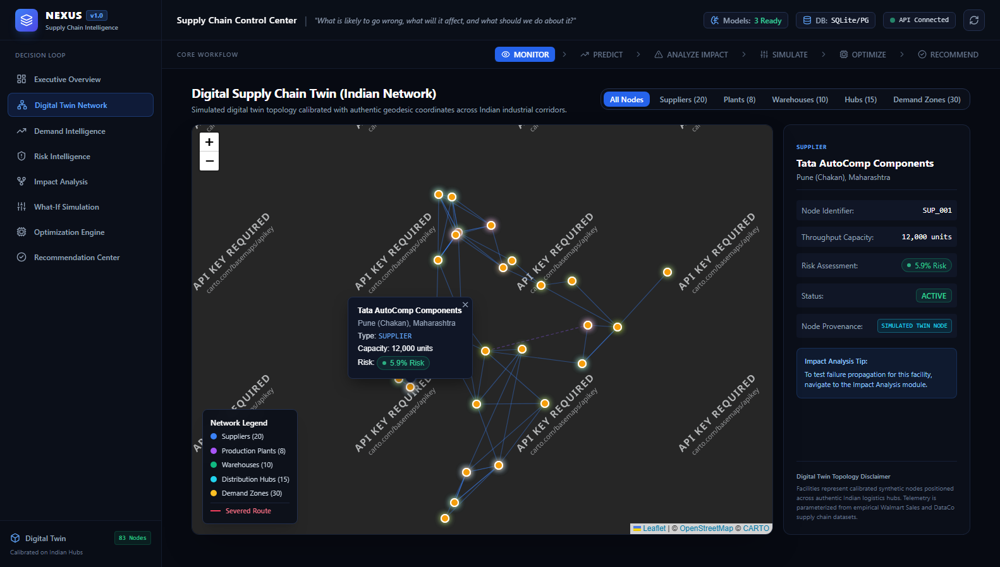 NEXUS v1.0
Supply Chain Intelligence
Supply Chain Control Center
"What is likely to go wrong, what will it affect, and what should we do about it?"
Models: 3 Ready
DB: SQLite/PG
API Connected
DECISION LOOP
Executive Overview
Digital Twin Network
Demand Intelligence
Risk Intelligence
Impact Analysis
What-If Simulation
Optimization Engine
Recommendation Center
Digital Twin
83 Nodes
Calibrated on Indian Hubs
CORE WORKFLOW
MONITOR
PREDICT
ANALYZE IMPACT
SIMULATE
OPTIMIZE
RECOMMEND
Digital Supply Chain Twin (Indian Network)
Simulated digital twin topology calibrated with authentic geodesic coordinates across Indian industrial corridors.
All Nodes
Suppliers (20)
Plants (8)
Warehouses (10)
Hubs (15)
Demand Zones (30)
+
−
API KEY REQUIRED
carto.com/basemaps/apikey
API KEY REQUIRED
carto.com/basemaps/apikey
API KEY REQUIRED
carto.com/basemaps/apikey
API KEY REQUIRED
carto.com/basemaps/apikey
Tata AutoComp Components
Pune (Chakan), Maharashtra
Type: SUPPLIER
Capacity: 12,000 units
Risk: 5.9% Risk
API KEY REQUIRED
carto.com/basemaps/apikey
API KEY REQUIRED
carto.com/basemaps/apikey
API KEY REQUIRED
carto.com/basemaps/apikey
Network Legend
Suppliers (20)
Production Plants (8)
Warehouses (10)
Distribution Hubs (15)
Demand Zones (30)
Severed Route
Leaflet | © OpenStreetMap © CARTO
SUPPLIER
Tata AutoComp Components
Pune (Chakan), Maharashtra
Node Identifier: SUP_001
Throughput Capacity: 12,000 units
Risk Assessment: 5.9% Risk
Status: ACTIVE
Node Provenance: SIMULATED TWIN NODE
Impact Analysis Tip:
To test failure propagation for this facility,
navigate to the Impact Analysis module.
Digital Twin Topology Disclaimer
Facilities represent calibrated synthetic nodes positioned
across authentic Indian logistics hubs. Telemetry is
parameterized from empirical Walmart Sales and DataCo
supply chain datasets.